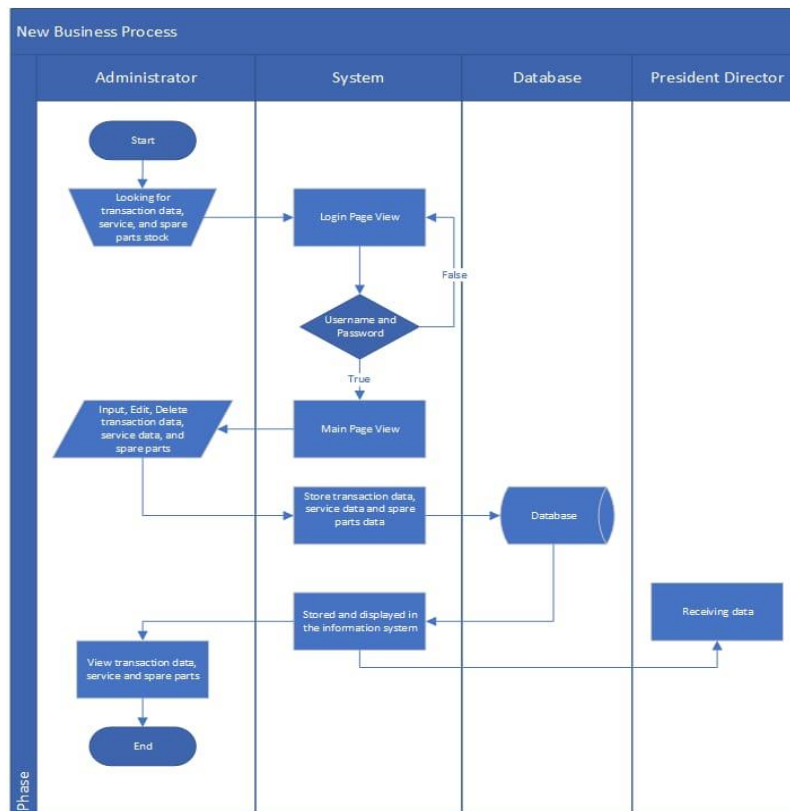 New Business Process
Administrator
System
Database
President Director
Start
Looking for
transaction data,
service, and spare
parts stock
Login Page View
False
Username and
Password
True
Input, Edit, Delete
transaction data,
service data, and
spare parts
Main Page View
Store transaction data,
service data and spare
parts data
Database
Stored and displayed in
the information system
Receiving data
View transaction data,
service and spare parts
End
Phase